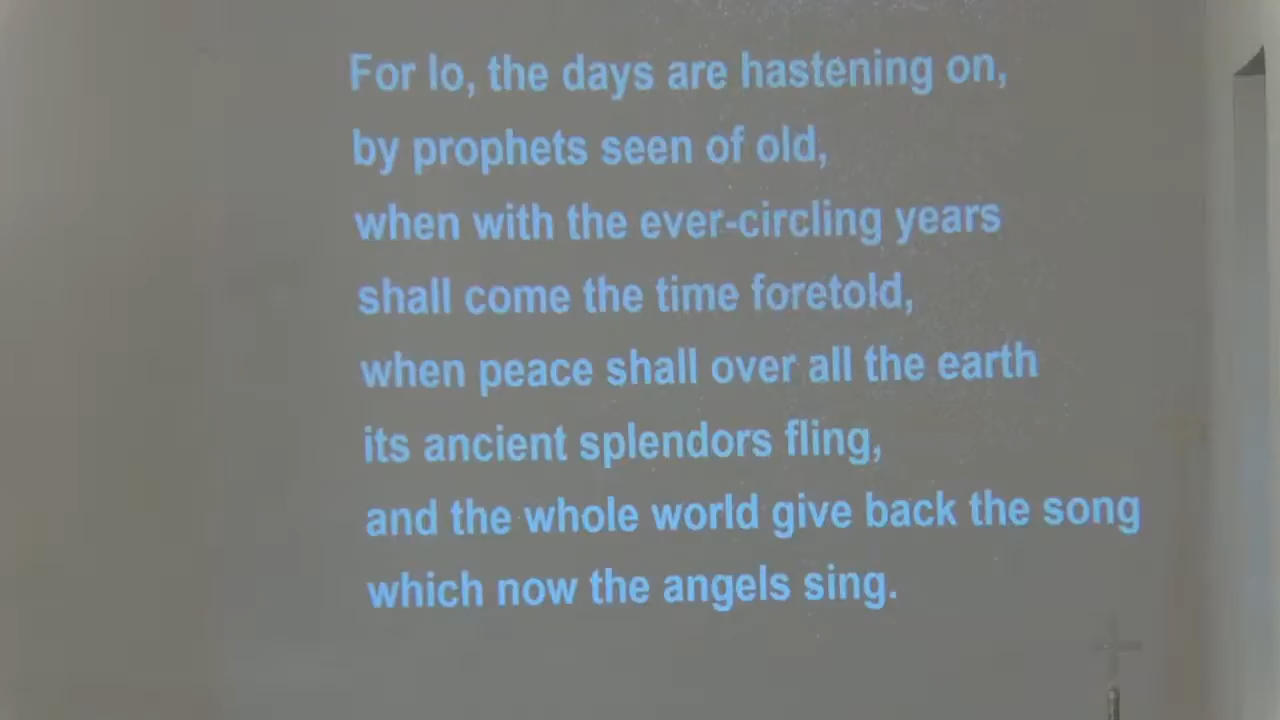 For lo, the days are hastening on,
by prophets seen of old,
when with the ever-circling years
shall come the time foretold,
when peace shall over all the earth
its ancient splendors fling,
and the whole world give back the song
which now the angels sing.